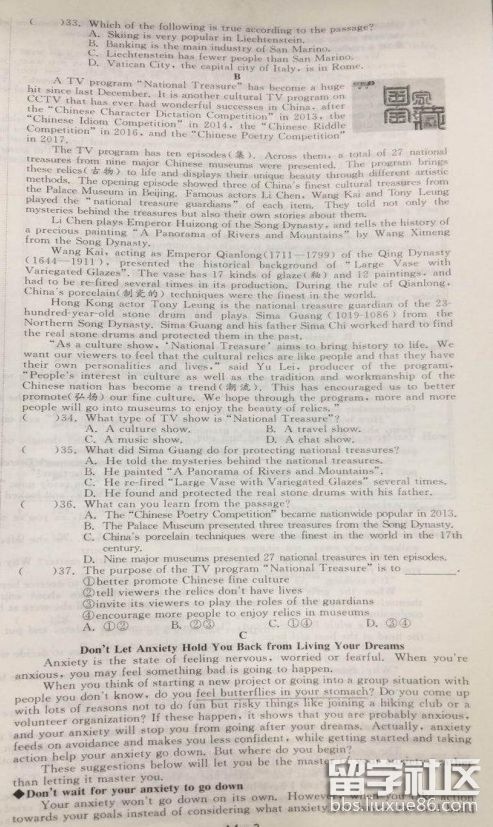 ( )33. Which of the following is true according to the passage?
A. Skiing is very popular in Liechtenstein.
B. Banking is the main industry of San Marino.
C. Liechtenstein has fewer people than San Marino.
D. Vatican City, the capital city of Italy, is in Rome.
B
A TV program "National Treasure" has become a huge
hit since last December. It is another cultural TV program on
CCTV that has ever had wonderful successes in China, after
the "Chinese Character Dictation Competition" in 2013, the
"Chinese Idiom Competition" in 2014, the "Chinese Riddle
Competition" in 2016, and the "Chinese Poetry Competition"
in 2017.
国家宝藏
The TV program has ten episodes(集). Across them, a total of 27 national
treasures from nine major Chinese museums were presented. The program brings
these relics(古物) to life and displays their unique beauty through different artistic
methods. The opening episode showed three of China's finest cultural treasures from
the Palace Museum in Beijing. Famous actors Li Chen, Wang Kai and Tony Leung
played the "national treasure guardians" of each item. They told not only the
mysteries behind the treasures but also their own stories about them.
Li Chen plays Emperor Huizong of the Song Dynasty, and tells the history of
a precious painting "A Panorama of Rivers and Mountains" by Wang Ximeng
from the Song Dynasty.
Wang Kai, acting as Emperor Qianlong(1711—1799) of the Qing Dynasty
(1644—1911), presented the historical background of "Large Vase with
Variegated Glazes". The vase has 17 kinds of glaze(釉) and 12 paintings, and
had to be re-fired several times in its production. During the rule of Qianlong,
China's porcelain(制瓷的) techniques were the finest in the world.
Hong Kong actor Tony Leung is the national treasure guardian of the 23-
hundred-year-old stone drum and plays Sima Guang (1019-1086) from the
Northern Song Dynasty. Sima Guang and his father Sima Chi worked hard to find
the real stone drums and protected them in the past.
"As a culture show, 'National Treasure' aims to bring history to life. We
want our viewers to feel that the cultural relics are like people and that they have
their own personalities and lives," said Yu Lei, producer of the program,
"People's interest in culture as well as the tradition and workmanship of the
Chinese nation has become a trend(潮流). This has encouraged us to better
promote(弘扬) our fine culture. We hope through the program, more and more
people will go into museums to enjoy the beauty of relics."
( )34. What type of TV show is "National Treasure"?
A. A culture show. B. A travel show.
C. A music show. D. A chat show.
( )35. What did Sima Guang do for protecting national treasures?
A. He told the mysteries behind the national treasures.
B. He painted "A Panorama of Rivers and Mountains".
C. He re-fired "Large Vase with Variegated Glazes" several times.
D. He found and protected the real stone drums with his father.
( )36. What can you learn from the passage?
A. The "Chinese Poetry Competition" became nationwide popular in 2013.
B. The Palace Museum presented three treasures from the Song Dynasty.
C. China's porcelain techniques were the finest in the world in the 17th
century.
D. Nine major museums presented 27 national treasures in ten episodes.
( )37. The purpose of the TV program "National Treasure" is to ________.
①better promote Chinese fine culture
②tell viewers the relics don't have lives
③invite its viewers to play the roles of the guardians
④encourage more people to enjoy relics in museums
A. ①② B. ②③ C. ①④ D. ③④
C
Don't Let Anxiety Hold You Back from Living Your Dreams
Anxiety is the state of feeling nervous, worried or fearful. When you're
anxious, you may feel something bad is going to happen.
When you think of starting a new project or going into a group situation with
people you don't know, do you feel butterflies in your stomach? Do you come up
with lots of reasons not to do fun but risky things like joining a hiking club or a
volunteer organization? If these happen, it shows that you are probably anxious,
and your anxiety will stop you from going after your dreams. Actually, anxiety
feeds on avoidance and makes you less confident, while getting started and taking
action help your anxiety go down. But where do you begin?
These suggestions below will let you be the master
than letting it master you.
◆Don't wait for your anxiety to go down
Your anxiety won't go down on its own. However, when you take action
towards your goals instead of considering what anxiety
留学社区
bbs.liuxue86.com